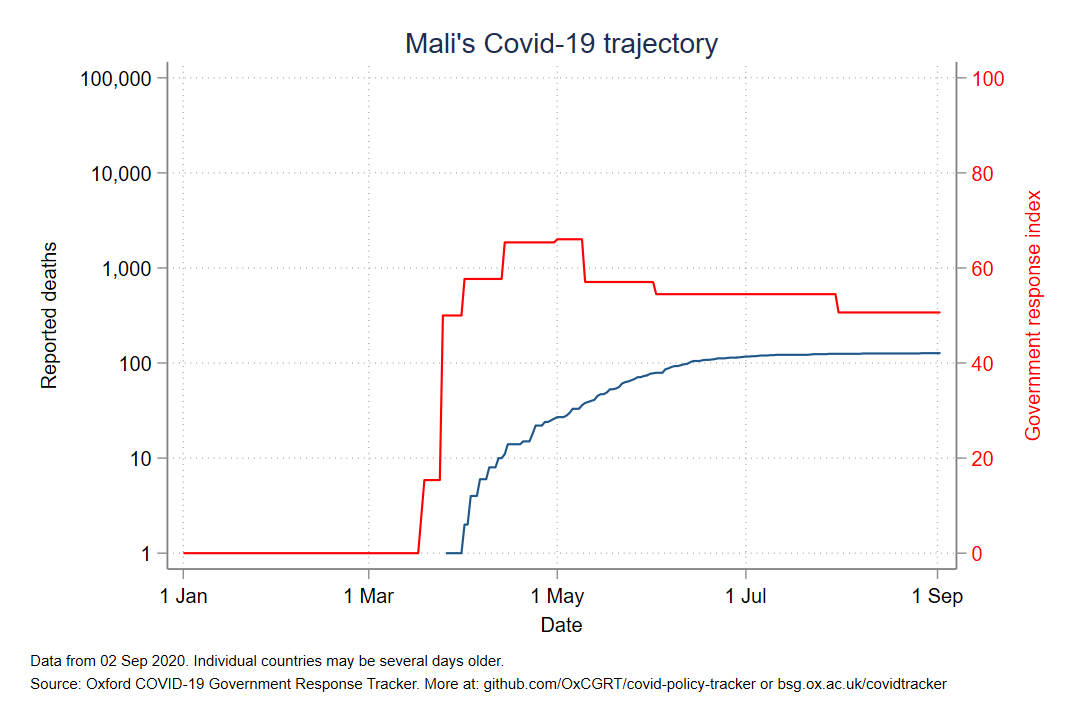 Mali's Covid-19 trajectory
100,000
10,000
1,000
100
10
1
Reported deaths
100
80
60
40
20
0
Government response index
1 Jan
1 Mar
1 May
1 Jul
1 Sep
Date
Data from 02 Sep 2020. Individual countries may be several days older.
Source: Oxford COVID-19 Government Response Tracker. More at: github.com/OxCGRT/covid-policy-tracker or bsg.ox.ac.uk/covidtracker